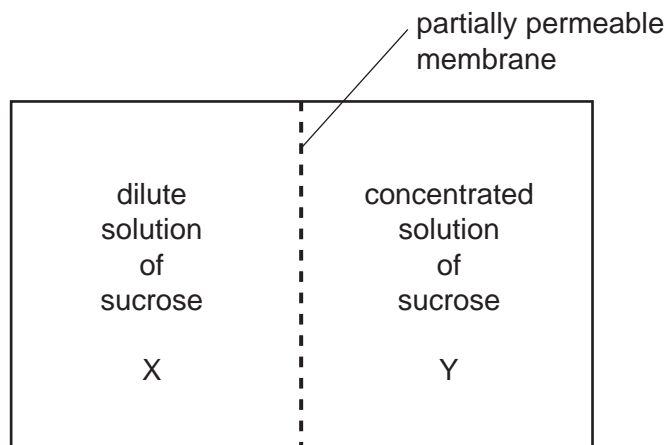 partially permeable
membrane
dilute
solution
of
sucrose
X
concentrated
solution
of
sucrose
Y